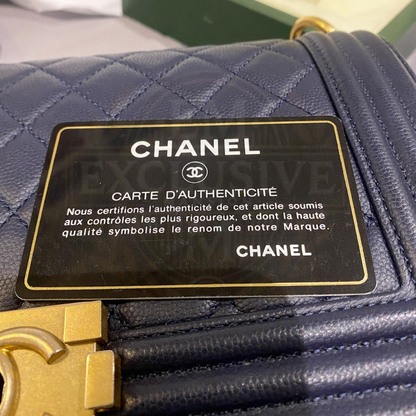 CHANEL
CARTE D'AUTHENTICITÉ
Nous certifions l'authenticité de cet article soumis
aux contrôles les plus rigoureux, et dont la haute
qualité symbolise le renom de notre Marque.
CHANEL
EXCLUSIVE